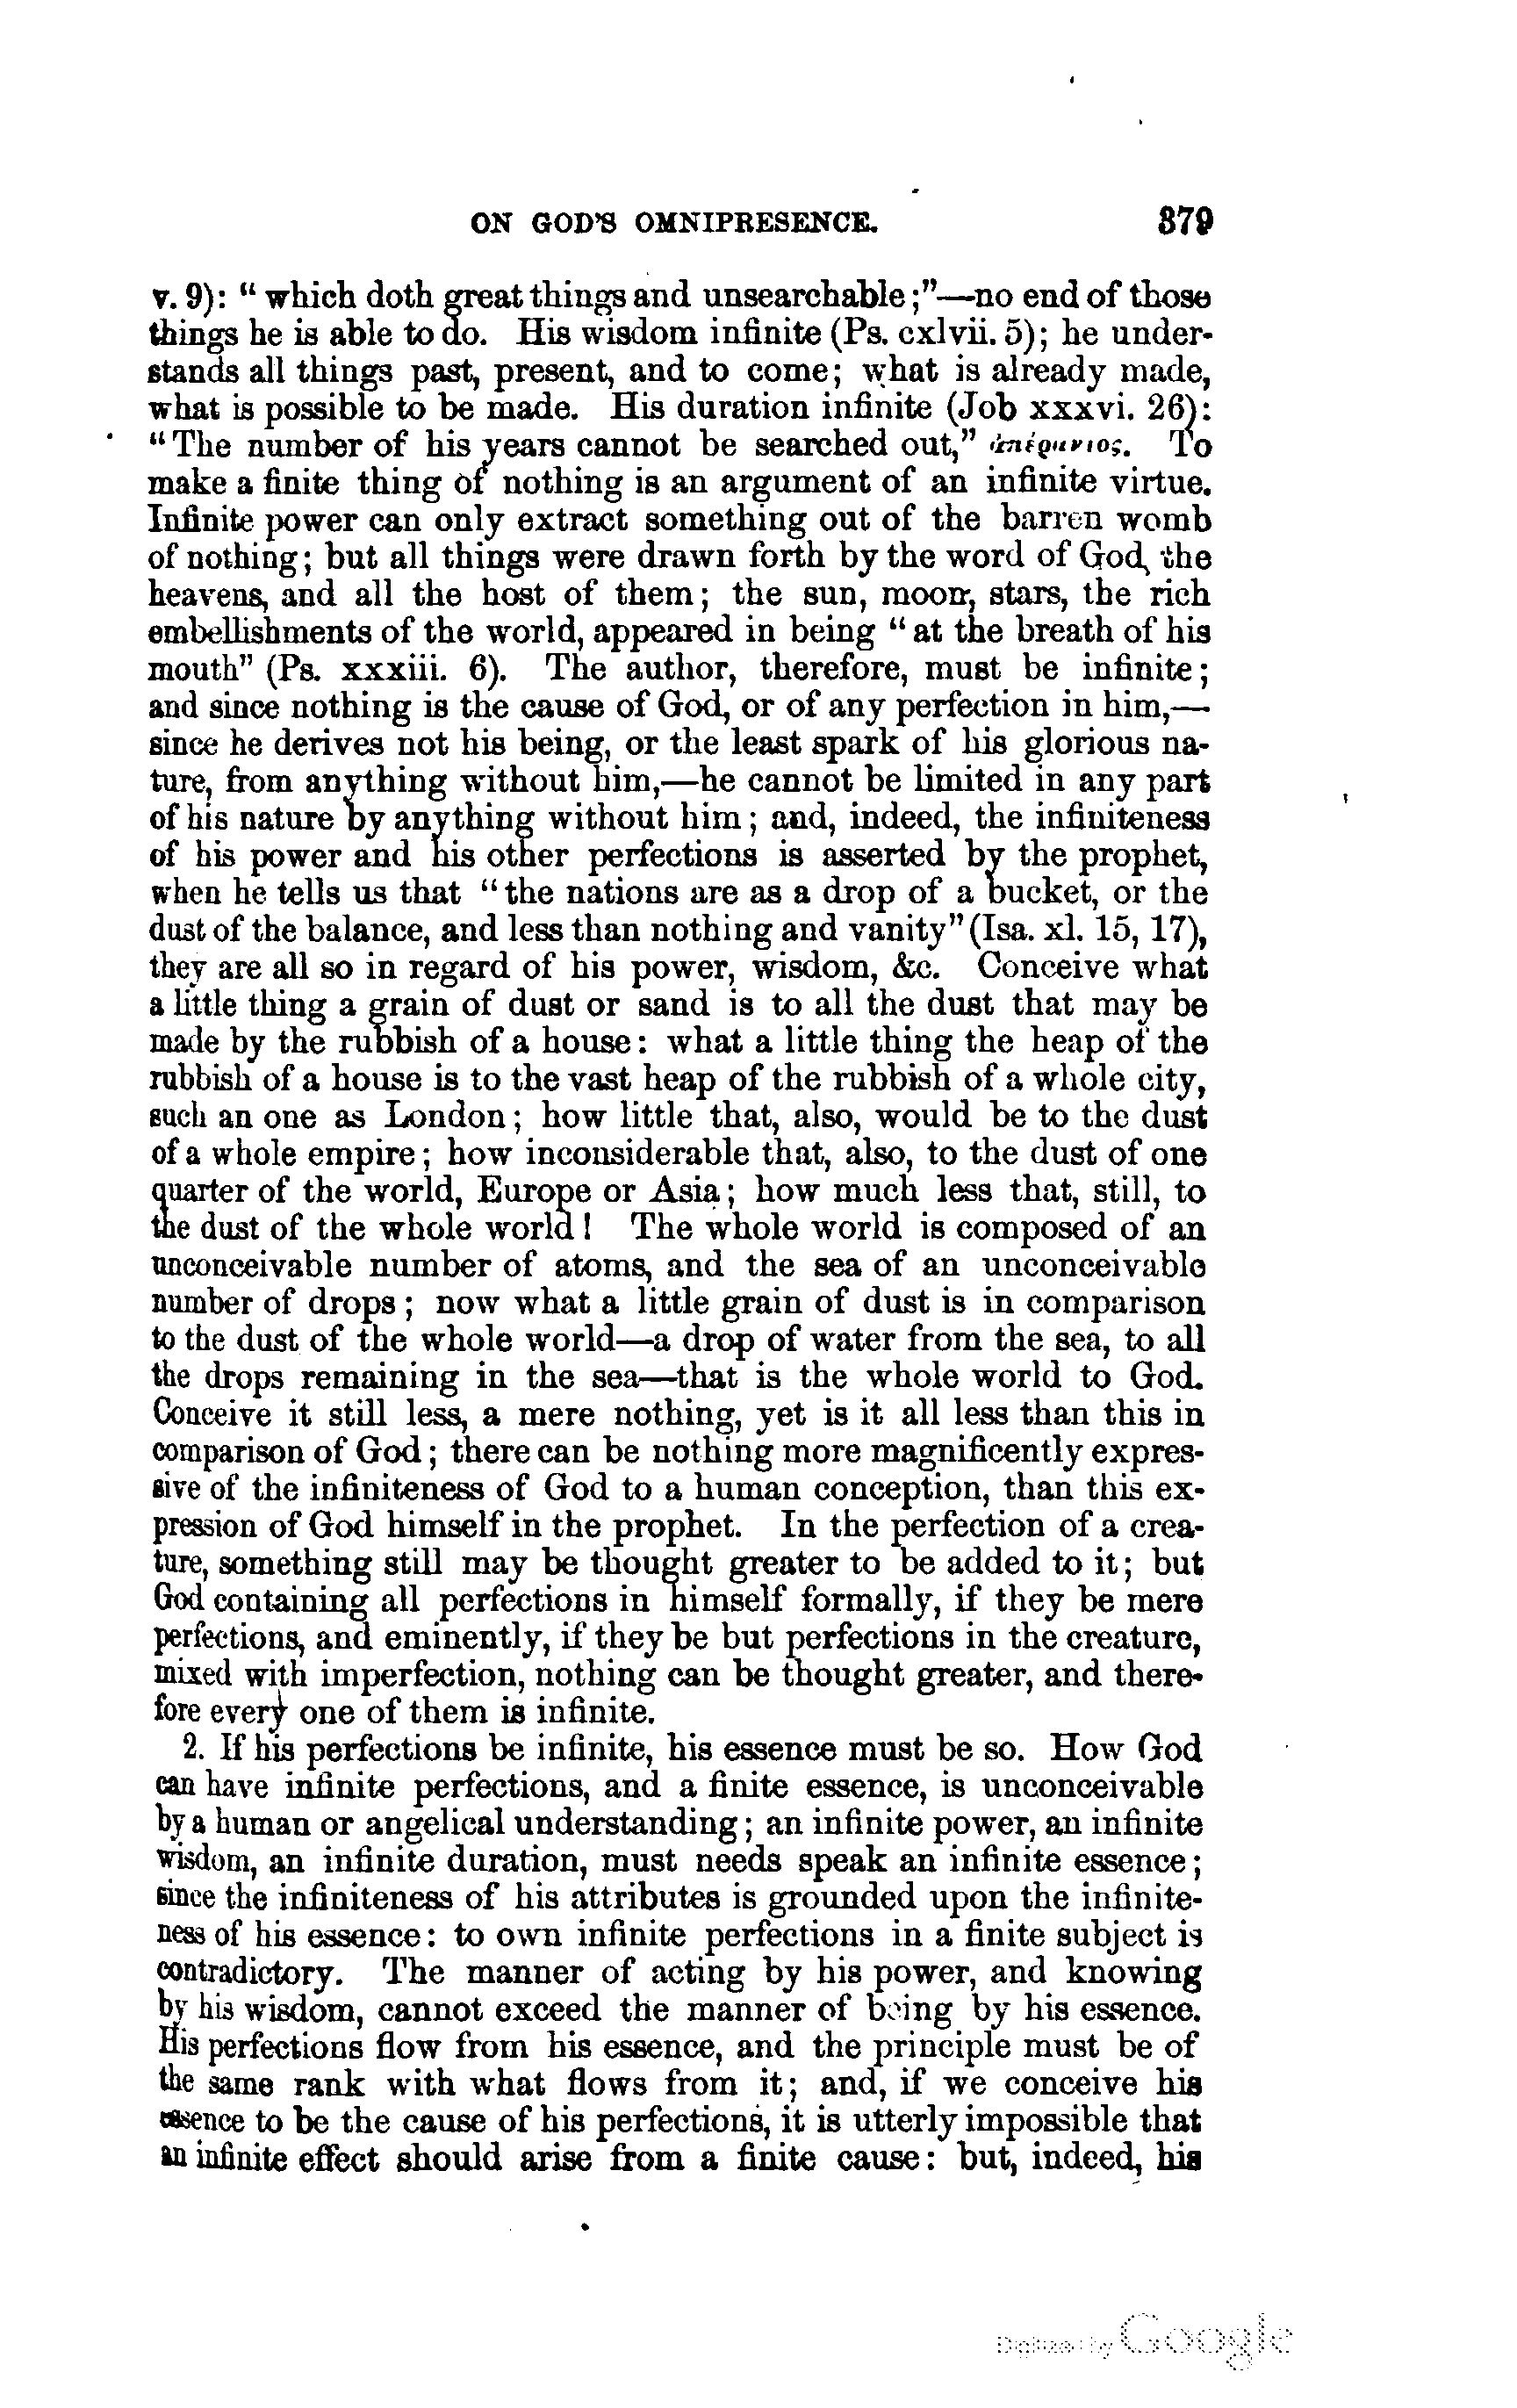 ON GOD'S OMNIPRESENCE. 379
v. 9): “which doth great things and unsearchable;”—no end of those
things he is able to do. His wisdom infinite (Ps. cxlvii. 5); he under-
stands all things past, present, and to come; what is already made,
what is possible to be made. His duration infinite (Job xxxvi. 26):
“The number of his years cannot be searched out,” To
make a finite thing of nothing is an argument of an infinite virtue.
Infinite power can only extract something out of the barren womb
of nothing; but all things were drawn forth by the word of God, the
heavens, and all the host of them; the sun, moon, stars, the rich
embellishments of the world, appeared in being “at the breath of his
mouth” (Ps. xxxiii. 6). The author, therefore, must be infinite;
and since nothing is the cause of God, or of any perfection in him,—
since he derives not his being, or the least spark of his glorious na-
ture, from anything without him,—he cannot be limited in any part
of his nature by anything without him; and, indeed, the infiniteness
of his power and his other perfections is asserted by the prophet,
when he tells us that “the nations are as a drop of a bucket, or the
dust of the balance, and less than nothing and vanity” (Isa. xl. 15, 17),
they are all so in regard of his power, wisdom, &c. Conceive what
a little thing a grain of dust or sand is to all the dust that may be
made by the rubbish of a house: what a little thing the heap of the
rubbish of a house is to the vast heap of the rubbish of a whole city,
such an one as London; how little that, also, would be to the dust
of a whole empire; how inconsiderable that, also, to the dust of one
quarter of the world, Europe or Asia; how much less that, still, to
the dust of the whole world! The whole world is composed of an
unconceivable number of atoms, and the sea of an unconceivable
number of drops; now what a little grain of dust is in comparison
to the dust of the whole world—a drop of water from the sea, to all
the drops remaining in the sea—that is the whole world to God.
Conceive it still less, a mere nothing, yet is it all less than this in
comparison of God; there can be nothing more magnificently expres-
sive of the infiniteness of God to a human conception, than this ex-
pression of God himself in the prophet. In the perfection of a crea-
ture, something still may be thought greater to be added to it; but
God containing all perfections in himself formally, if they be mere
perfections, and eminently, if they be but perfections in the creature,
mixed with imperfection, nothing can be thought greater, and there-
fore every one of them is infinite.
2. If his perfections be infinite, his essence must be so. How God
can have infinite perfections, and a finite essence, is unconceivable
by a human or angelical understanding; an infinite power, an infinite
wisdom, an infinite duration, must needs speak an infinite essence;
since the infiniteness of his attributes is grounded upon the infinite-
ness of his essence: to own infinite perfections in a finite subject is
contradictory. The manner of acting by his power, and knowing
by his wisdom, cannot exceed the manner of being by his essence.
His perfections flow from his essence, and the principle must be of
the same rank with what flows from it; and, if we conceive his
essence to be the cause of his perfections, it is utterly impossible that
an infinite effect should arise from a finite cause: but, indeed, his
Digitized by Google